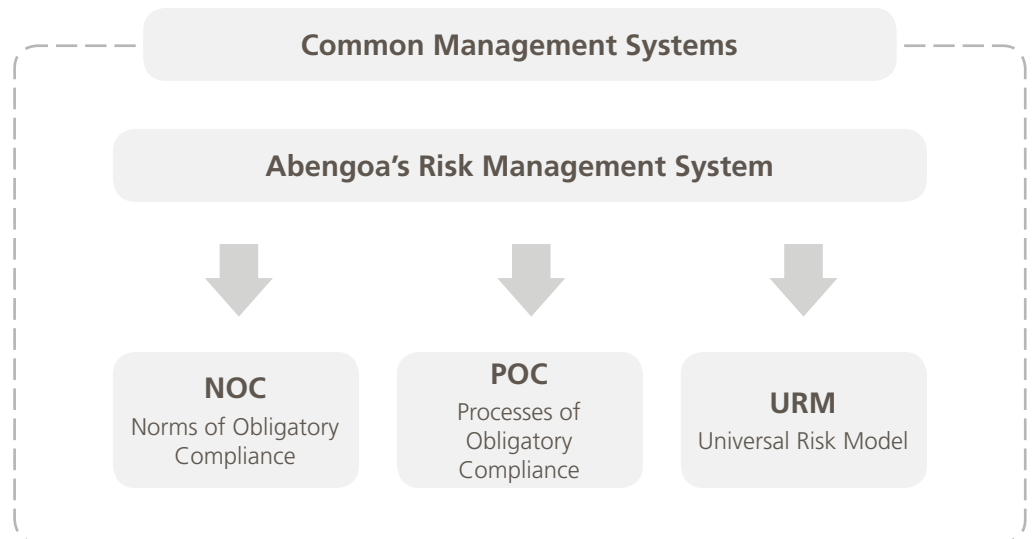 Common Management Systems
Abengoa’s Risk Management System
NOC
Norms of Obligatory
Compliance
POC
Processes of
Obligatory
Compliance
URM
Universal Risk Model